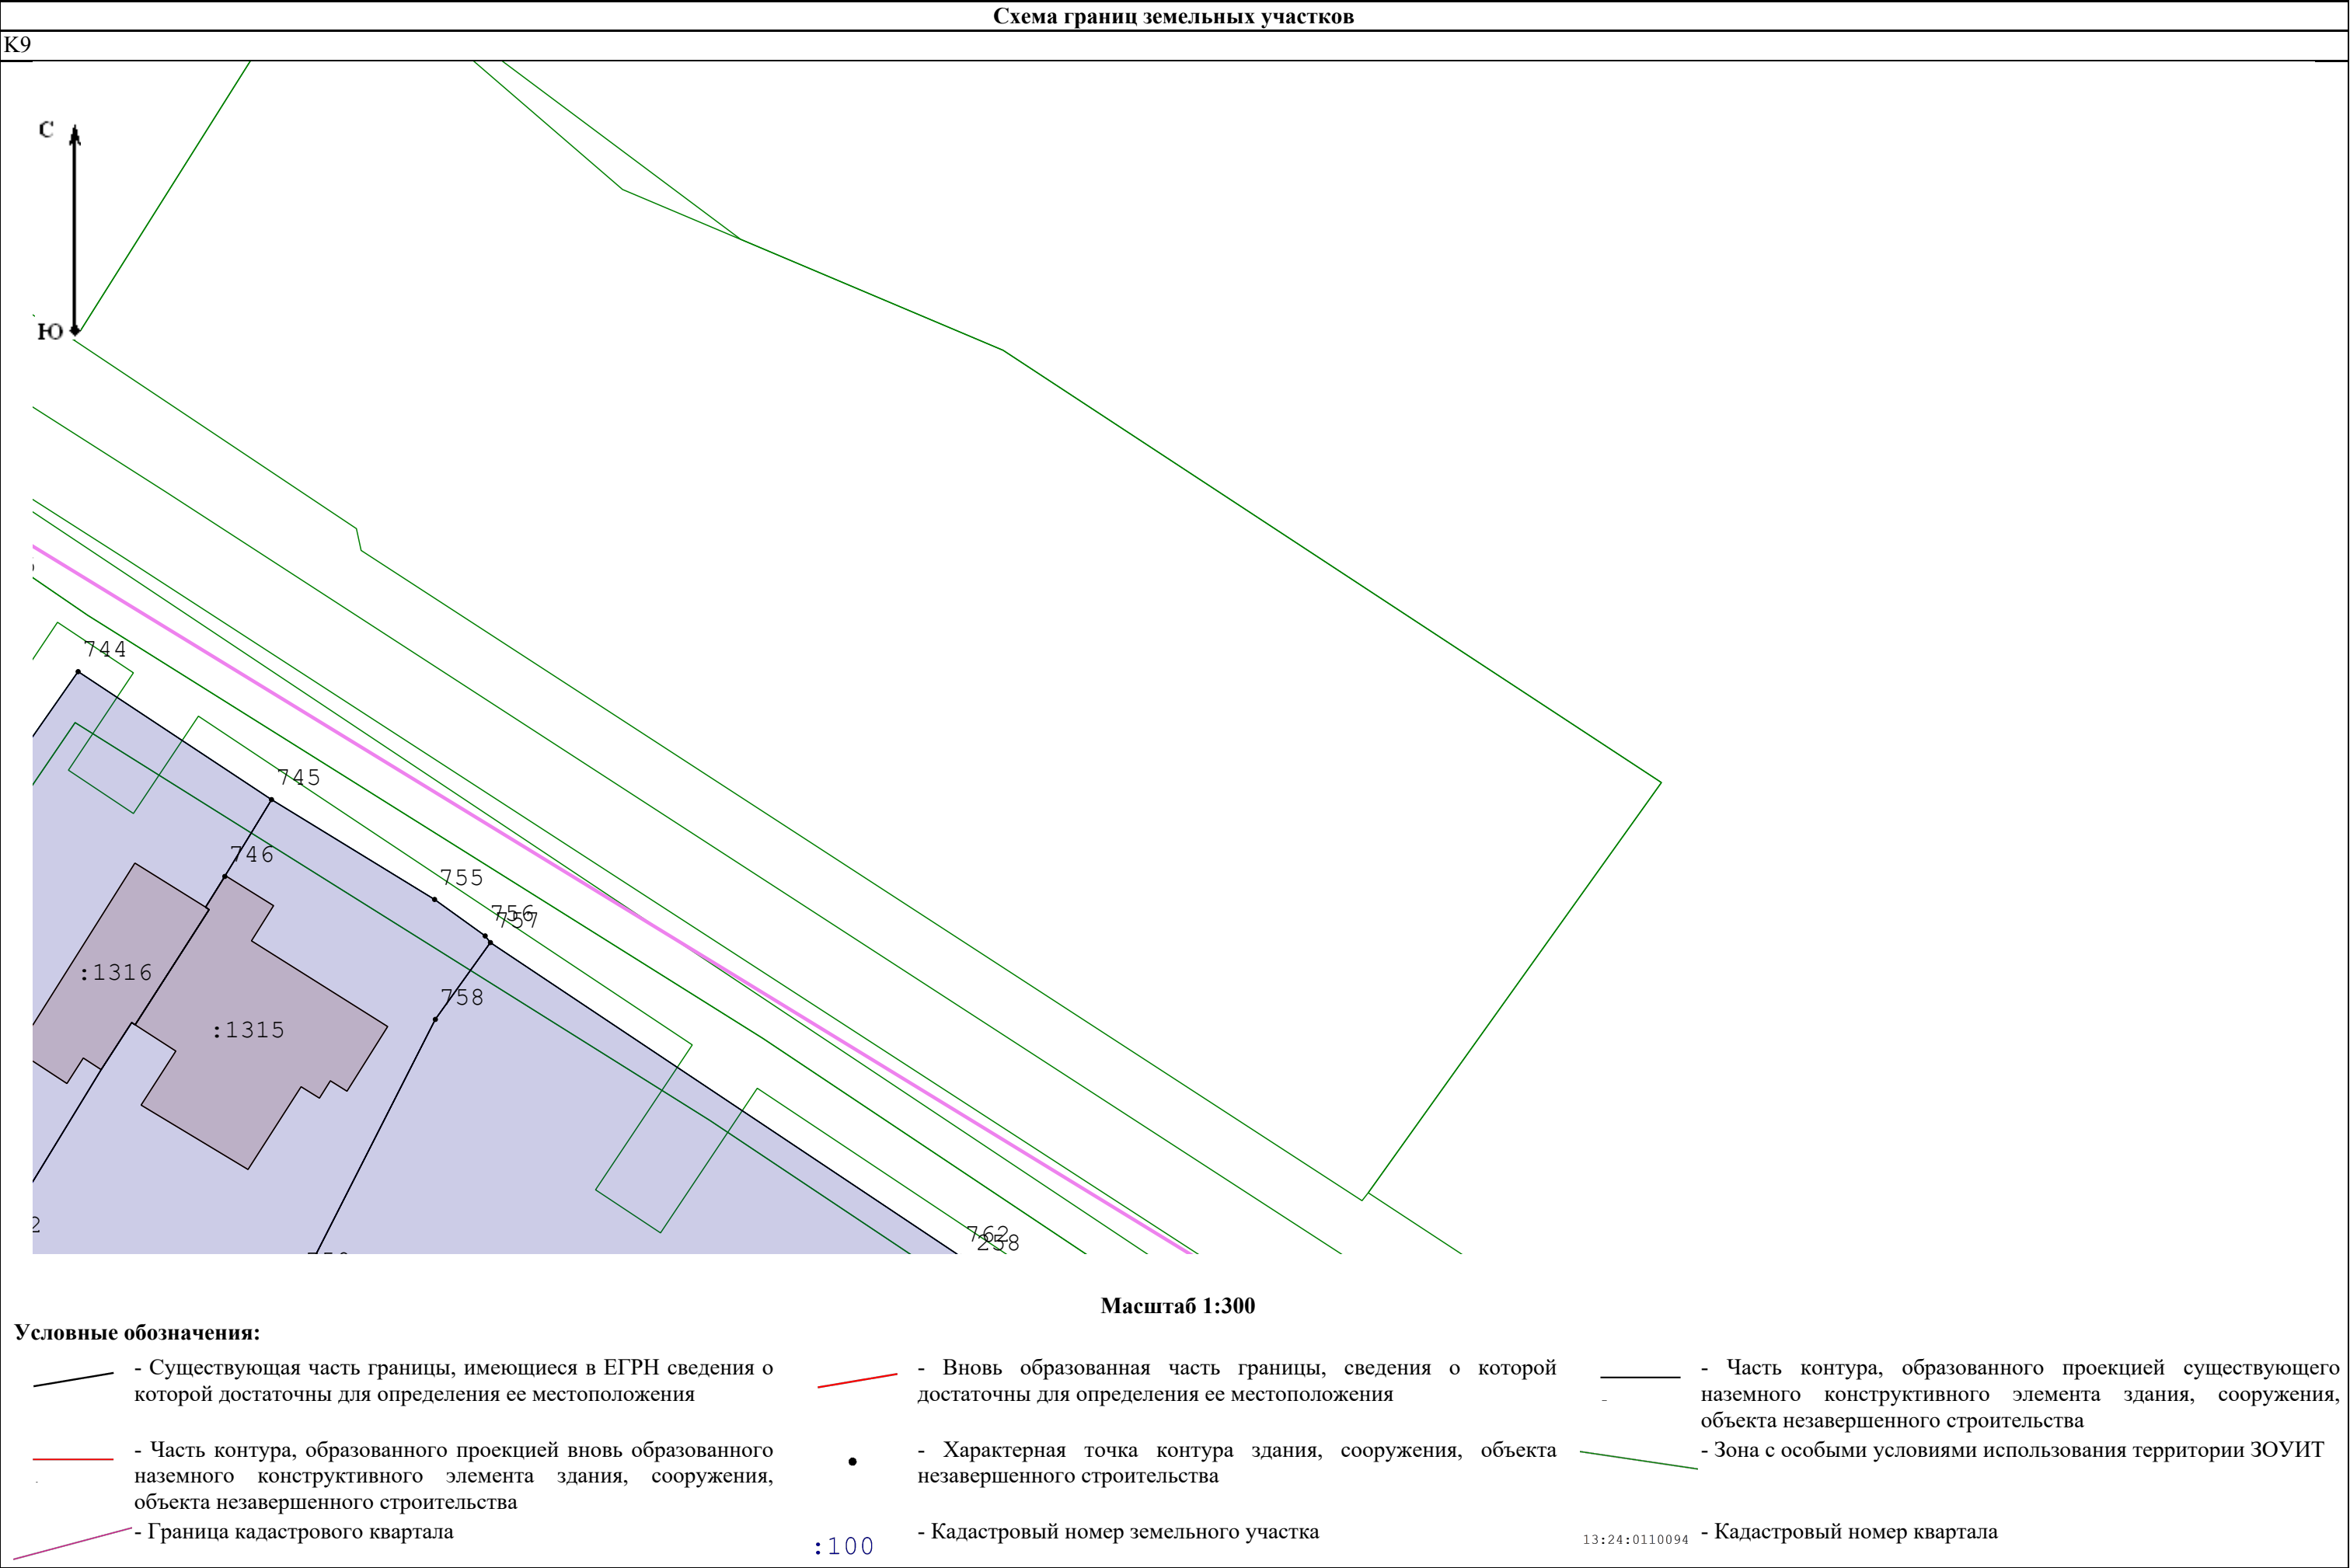 Схема границ земельных участков
K9
С
Ю
744
745
746
755
756
757
:1316
758
:1315
762
258
2
Масштаб 1:300
Условные обозначения:
- Существующая часть границы, имеющиеся в ЕГРН сведения о
которой достаточны для определения ее местоположения
- Вновь образованная часть границы, сведения о которой
достаточны для определения ее местоположения
- Часть контура, образованного проекцией существующего
наземного конструктивного элемента здания, сооружения,
объекта незавершенного строительства
- Часть контура, образованного проекцией вновь образованного
наземного конструктивного элемента здания, сооружения,
объекта незавершенного строительства
- Характерная точка контура здания, сооружения, объекта
незавершенного строительства
- Зона с особыми условиями использования территории ЗОУИТ
- Граница кадастрового квартала
:100
- Кадастровый номер земельного участка
13:24:0110094
- Кадастровый номер квартала